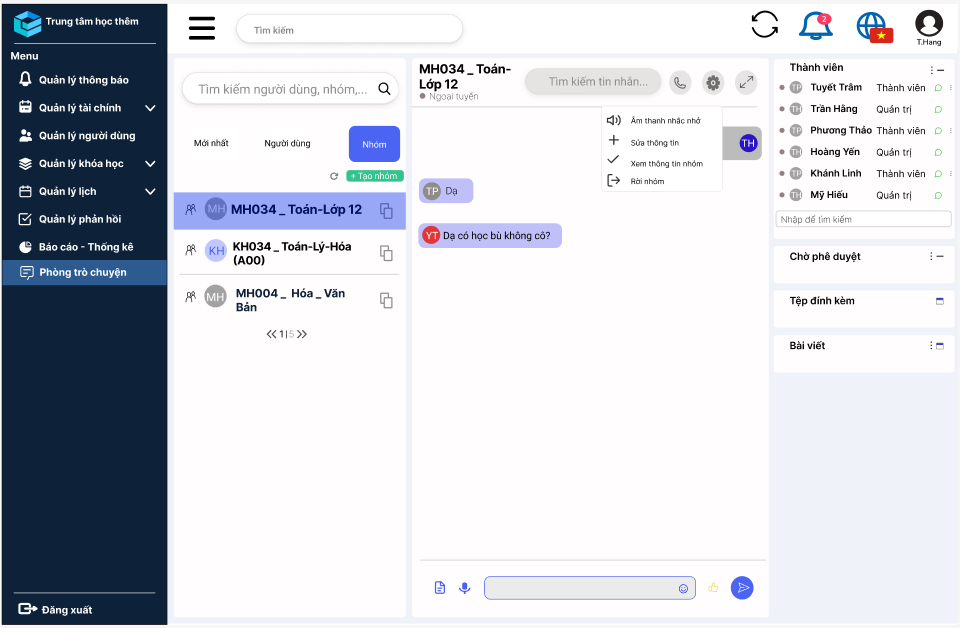 Trung tâm học thêm
Menu
Quản lý thông báo
Quản lý tài chính
Quản lý người dùng
Quản lý khóa học
Quản lý lịch
Quản lý phản hồi
Báo cáo - Thống kê
Phòng trò chuyện
Đăng xuất
Tìm kiếm
2
T.Hang
Tìm kiếm người dùng, nhóm,...
Mới nhất
Người dùng
Nhóm
+ Tạo nhóm
MH
MH034 _ Toán-Lớp 12
KH
KH034 _ Toán-Lý-Hóa
(A00)
MH
MH004 _ Hóa _ Văn
Bản
1|5
MH034 _ Toán-
Lớp 12
Ngoại tuyến
Tìm kiếm tin nhắn...
Âm thanh nhắc nhở
Sửa thông tin
Xem thông tin nhóm
Rời nhóm
TH
TP Dạ
YT Dạ có học bù không cô?
Thành viên
TP Tuyết Trâm Thành viên
TH Trần Hằng Quản trị
TP Phương Thảo Thành viên
TH Hoàng Yến Quản trị
TP Khánh Linh Thành viên
TH Mỹ Hiếu Quản trị
Nhập để tìm kiếm
Chờ phê duyệt
Tệp đính kèm
Bài viết